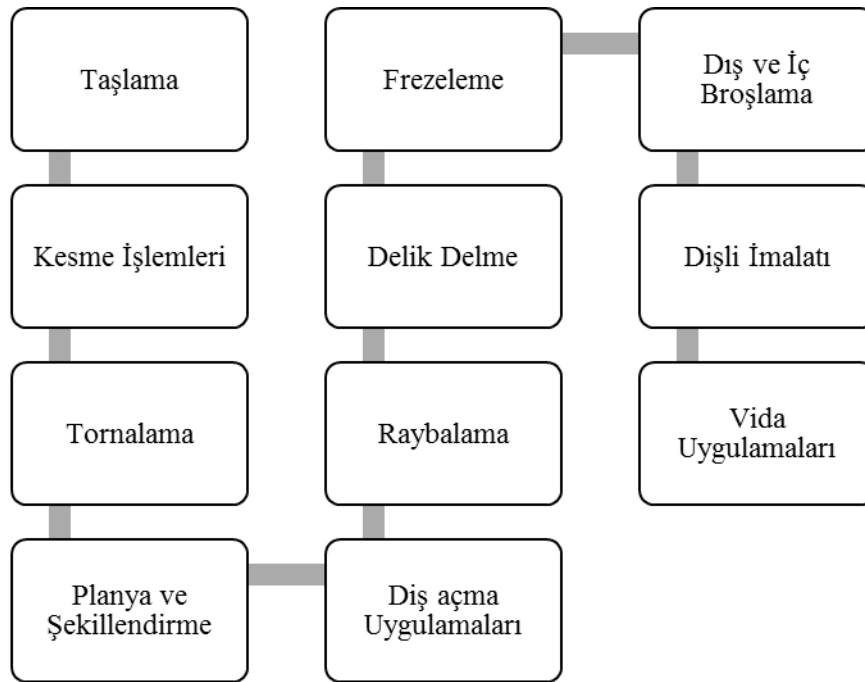 Taşlama
Kesme İşlemleri
Tornalama
Planya ve
Şekillendirme
Diş açma
Uygulamaları
Raybalama
Delik Delme
Frezeleme
Dış ve İç
Broşlama
Dişli İmalatı
Vida
Uygulamaları